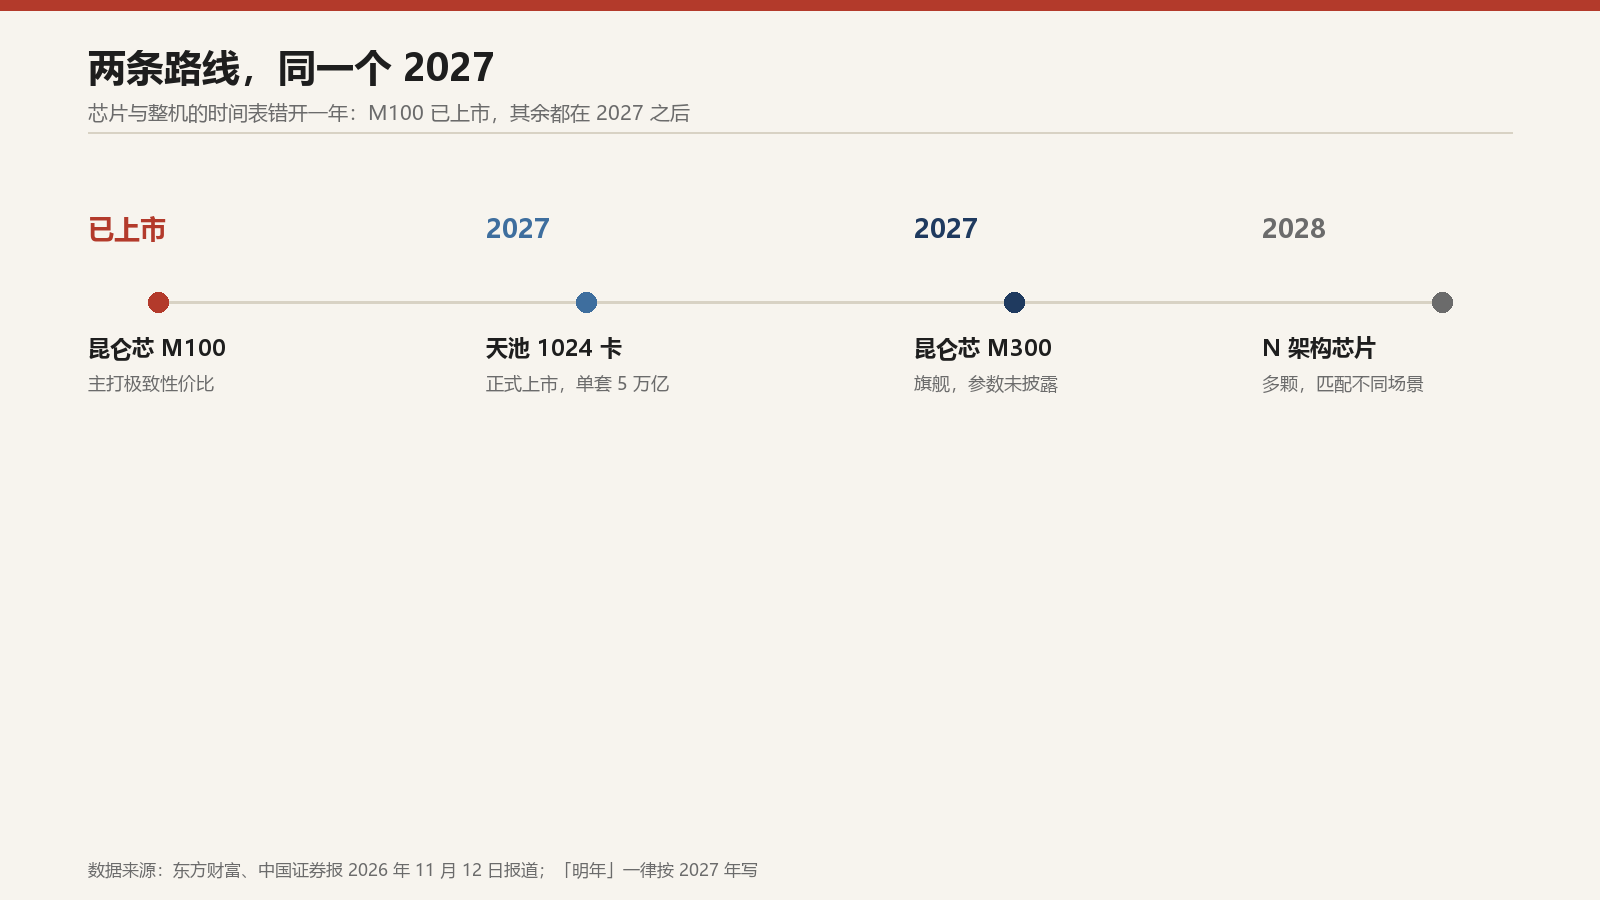 两条路线，同一个 2027
芯片与整机的时间表错开一年：M100 已上市，其余都在 2027 之后
已上市
2027
2027
2028
昆仑芯 M100
天池 1024 卡
昆仑芯 M300
N 架构芯片
主打极致性价比
正式上市，单套 5 万亿
旗舰，参数未披露
多颗，匹配不同场景
数据来源：东方财富、中国证券报 2026 年 11 月 12 日报道；「明年」一律按 2027 年写